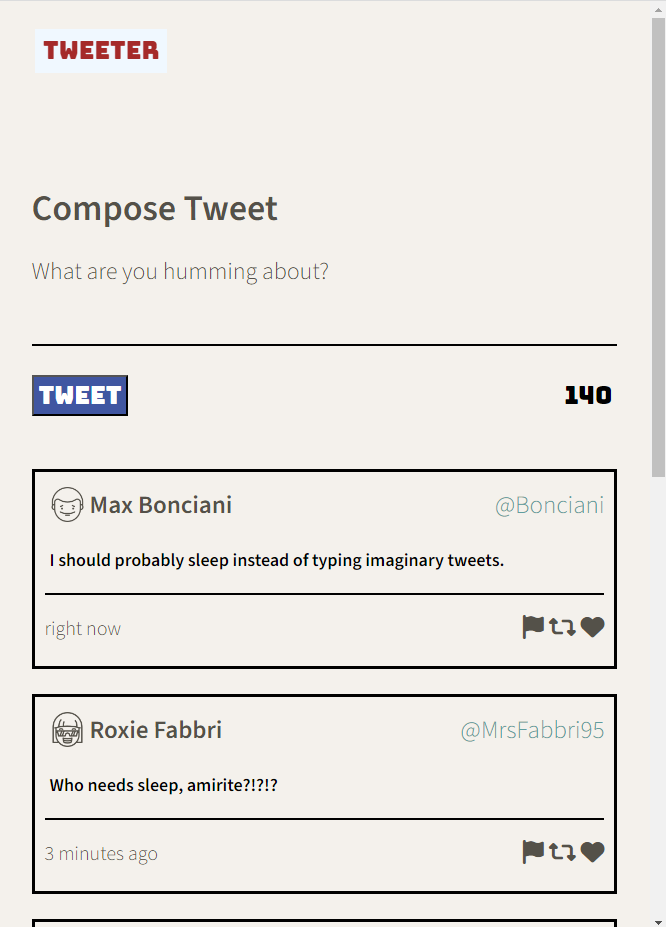 TWEETER
Compose Tweet
What are you humming about?
TWEET 140
Max Bonciani @Bonciani
I should probably sleep instead of typing imaginary tweets.
right now
Roxie Fabbri @MrsFabbri95
Who needs sleep, amirite?!?!?
3 minutes ago